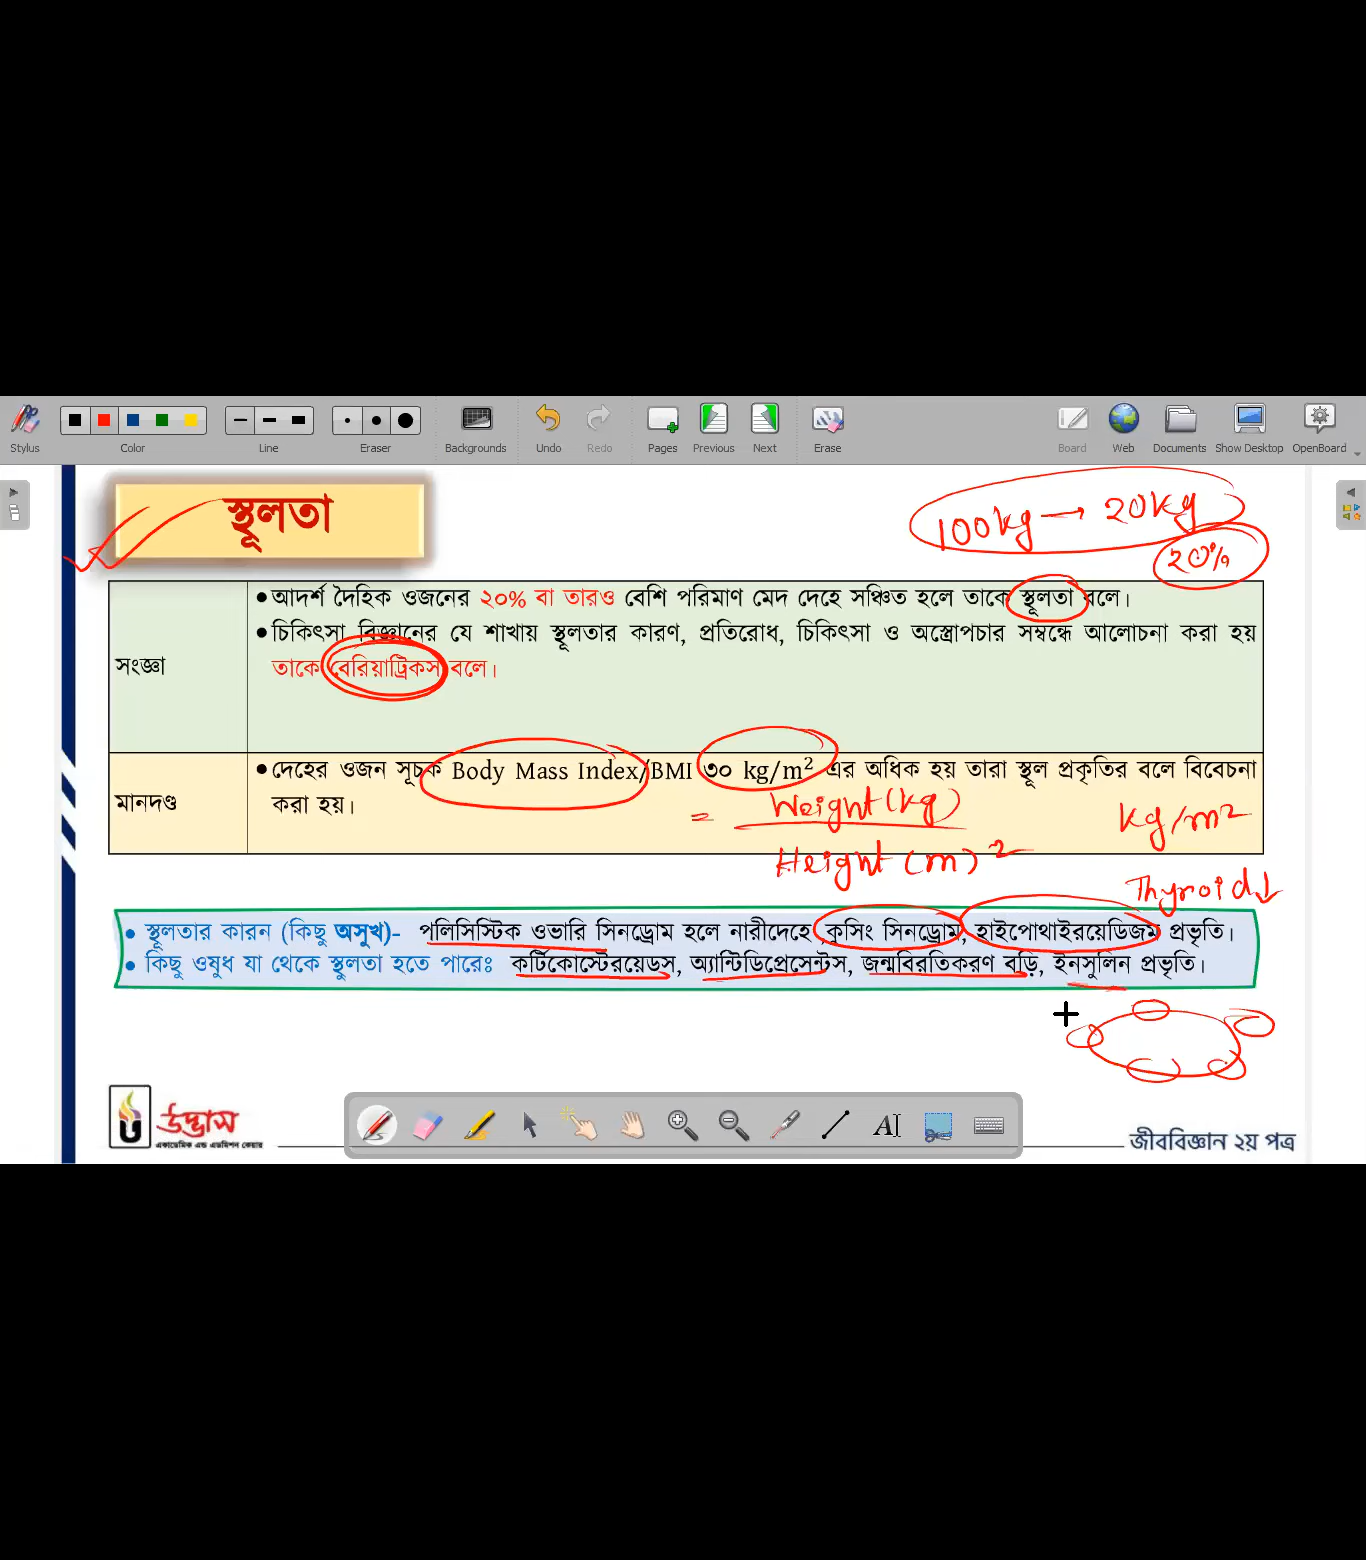 Stylus Color Line Eraser Backgrounds Undo Redo Pages Previous Next Erase Board Web Documents Show Desktop OpenBoard
স্থূলতা
100kg → 20kg
20%
সংজ্ঞা
• আদর্শ দৈহিক ওজনের ২০% বা তারও বেশি পরিমাণ মেদ দেহে সঞ্চিত হলে তাকে স্থূলতা বলে।
• চিকিৎসা বিজ্ঞানের যে শাখায় স্থূলতার কারণ, প্রতিরোধ, চিকিৎসা ও অস্ত্রোপচার সম্বন্ধে আলোচনা করা হয়
তাকে বেরিয়াট্রিকস বলে।
মানদণ্ড
• দেহের ওজন সূচক Body Mass Index/BMI ৩০ kg/m² এর অধিক হয় তারা স্থূল প্রকৃতির বলে বিবেচনা
করা হয়।
= Weight (kg)
Height (m)²
kg/m²
Thyroid↓
• স্থূলতার কারন (কিছু অসুখ)- পলিসিস্টিক ওভারি সিনড্রোম হলে নারীদেহে ,কুসিং সিনড্রোম, হাইপোথাইরয়েডিজম প্রভৃতি।
• কিছু ওষুধ যা থেকে স্থুলতা হতে পারেঃ কর্টিকোস্টেরয়েডস, অ্যান্টিডিপ্রেসেন্টস, জন্মবিরতিকরণ বড়ি, ইনসুলিন প্রভৃতি।
উদ্ভাস
একাডেমিক এন্ড এডমিশন কেয়ার
জীববিজ্ঞান ২য় পত্র